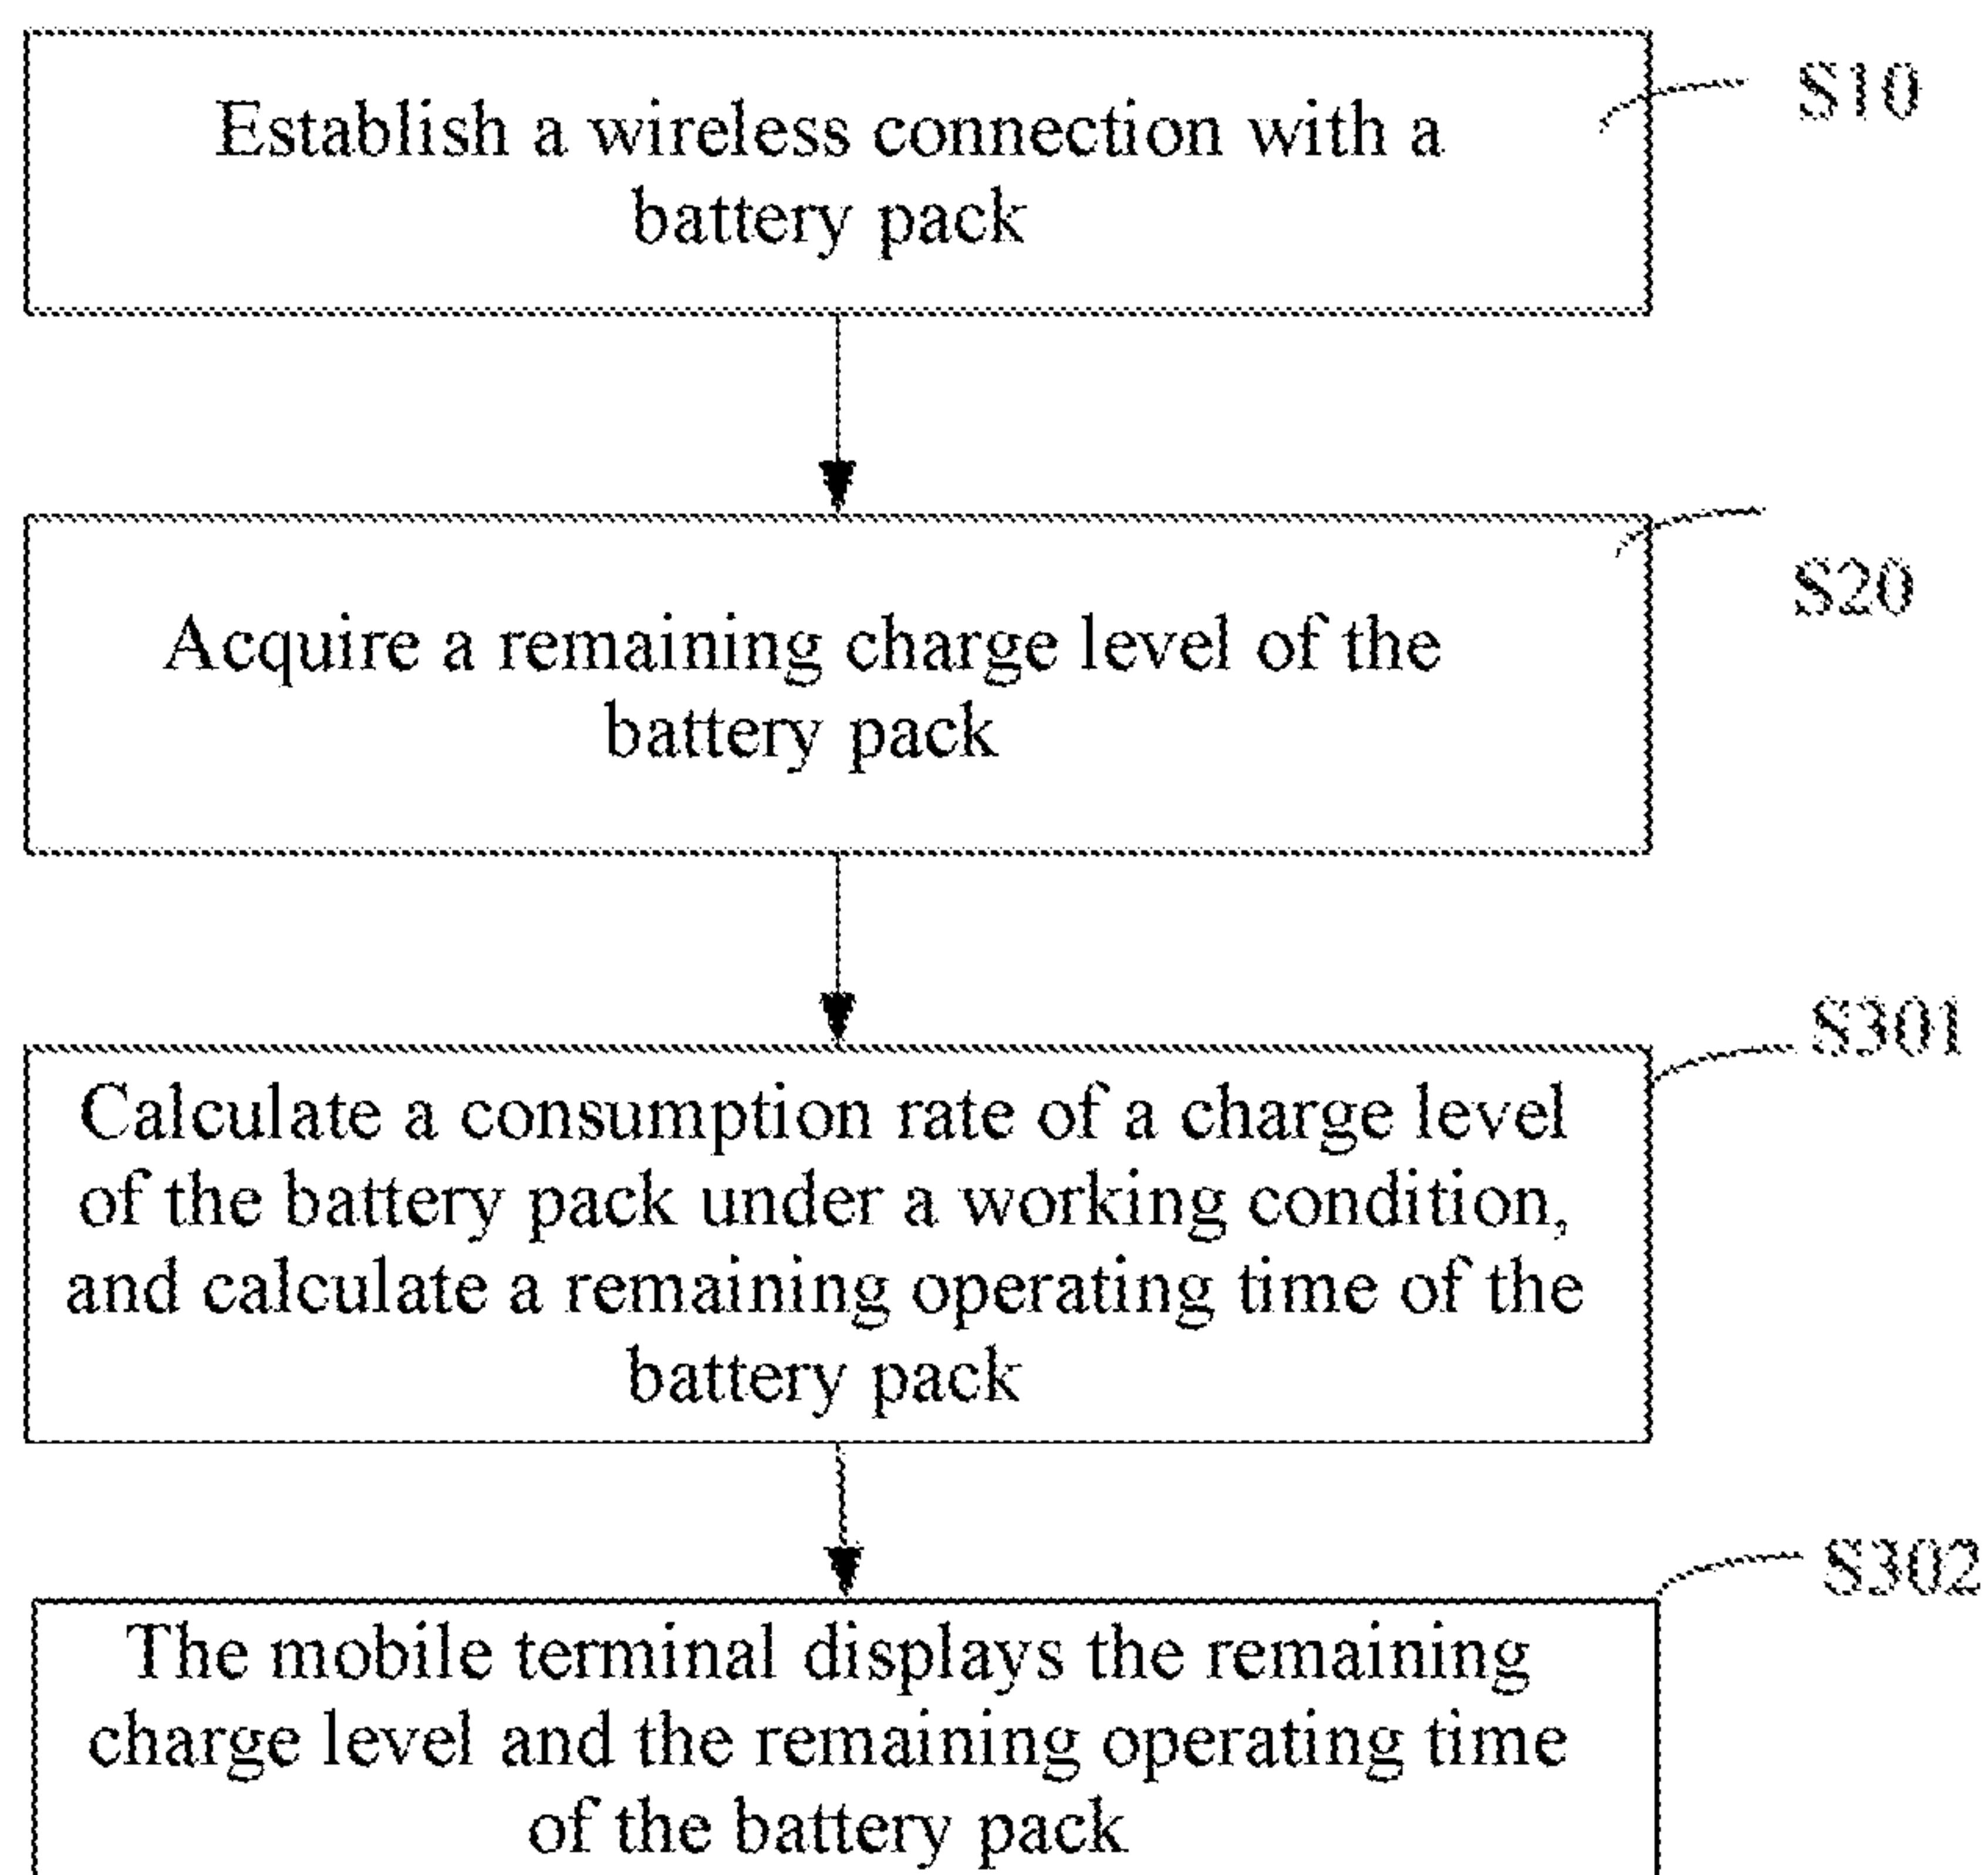 S10
Establish a wireless connection with a
battery pack
S20
Acquire a remaining charge level of the
battery pack
S301
Calculate a consumption rate of a charge level
of the battery pack under a working condition,
and calculate a remaining operating time of the
battery pack
S302
The mobile terminal displays the remaining
charge level and the remaining operating time
of the battery pack